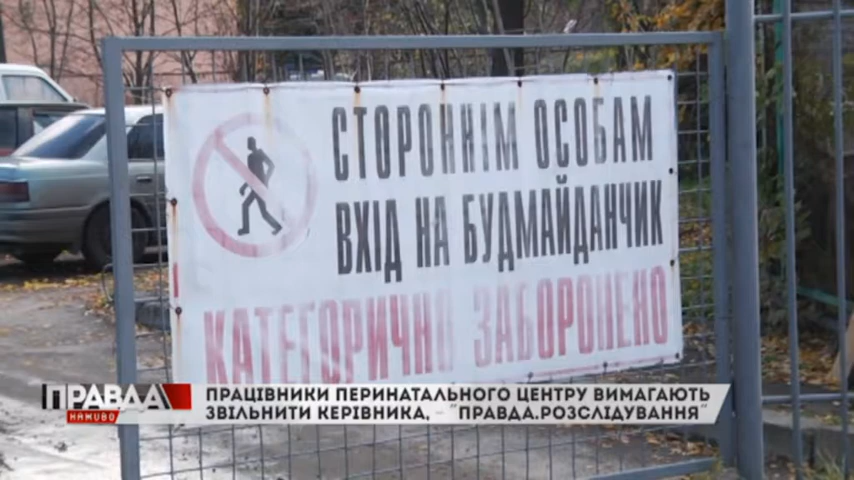 СТОРОННІМ ОСОБАМ
ВХІД НА БУДМАЙДАНЧИК
КАТЕГОРИЧНО ЗАБОРОНЕНО
ПРАВДА
НАЖИВО
ПРАЦІВНИКИ ПЕРИНАТАЛЬНОГО ЦЕНТРУ ВИМАГАЮТЬ
ЗВІЛЬНИТИ КЕРІВНИКА, – "ПРАВДА.РОЗСЛІДУВАННЯ"